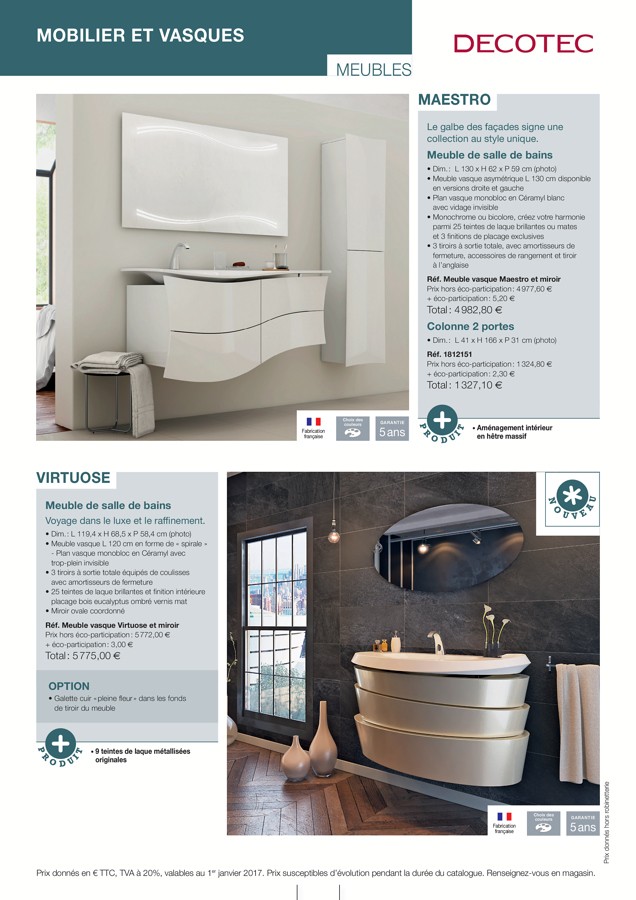 MOBILIER ET VASQUES
DECOTEC
MEUBLES
MAESTRO
Le galbe des façades signe une
collection au style unique.
Meuble de salle de bains
• Dim. : L 130 x H 62 x P 59 cm (photo)
• Meuble vasque asymétrique L 130 cm disponible
en versions droite et gauche
• Plan vasque monobloc en Céramyl blanc
avec vidage invisible
• Monochrome ou bicolore, créez votre harmonie
parmi 25 teintes de laque brillantes ou mates
et 3 finitions de placage exclusives
• 3 tiroirs à sortie totale, avec amortisseurs de
fermeture, accessoires de rangement et tiroir
à l'anglaise
Réf. Meuble vasque Maestro et miroir
Prix hors éco-participation : 4 977,60 €
+ éco-participation : 5,20 €
Total : 4 982,80 €
Colonne 2 portes
• Dim. : L 41 x H 166 x P 31 cm (photo)
Réf. 1812151
Prix hors éco-participation : 1 324,80 €
+ éco-participation : 2,30 €
Total : 1 327,10 €
Fabrication
française
Choix des
couleurs
GARANTIE
5 ans
+
PRODUIT
• Aménagement intérieur
en hêtre massif
VIRTUOSE
Meuble de salle de bains
Voyage dans le luxe et le raffinement.
• Dim. : L 119,4 x H 68,5 x P 58,4 cm (photo)
• Meuble vasque L 120 cm en forme de « spirale »
- Plan vasque monobloc en Céramyl avec
trop-plein invisible
• 3 tiroirs à sortie totale équipés de coulisses
avec amortisseurs de fermeture
• 25 teintes de laque brillantes et finition intérieure
placage bois eucalyptus ombré vernis mat
• Miroir ovale coordonné
Réf. Meuble vasque Virtuose et miroir
Prix hors éco-participation : 5 772,00 €
+ éco-participation : 3,00 €
Total : 5 775,00 €
OPTION
• Galette cuir « pleine fleur » dans les fonds
de tiroir du meuble
+
PRODUIT
• 9 teintes de laque métallisées
originales
NOUVEAU
Fabrication
française
Choix des
couleurs
GARANTIE
5 ans
Prix donnés hors robinetterie
Prix donnés en € TTC, TVA à 20%, valables au 1er janvier 2017. Prix susceptibles d'évolution pendant la durée du catalogue. Renseignez-vous en magasin.